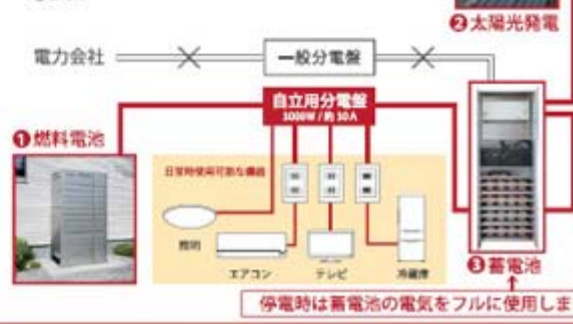 ❷太陽光発電
電力会社
一般分電盤
自立用分電盤
3000W / 約30A
❶燃料電池
日常時使用可能な機器
照明
エアコン
テレビ
冷蔵庫
❸蓄電池
停電時は蓄電池の電気をフルに使用しま